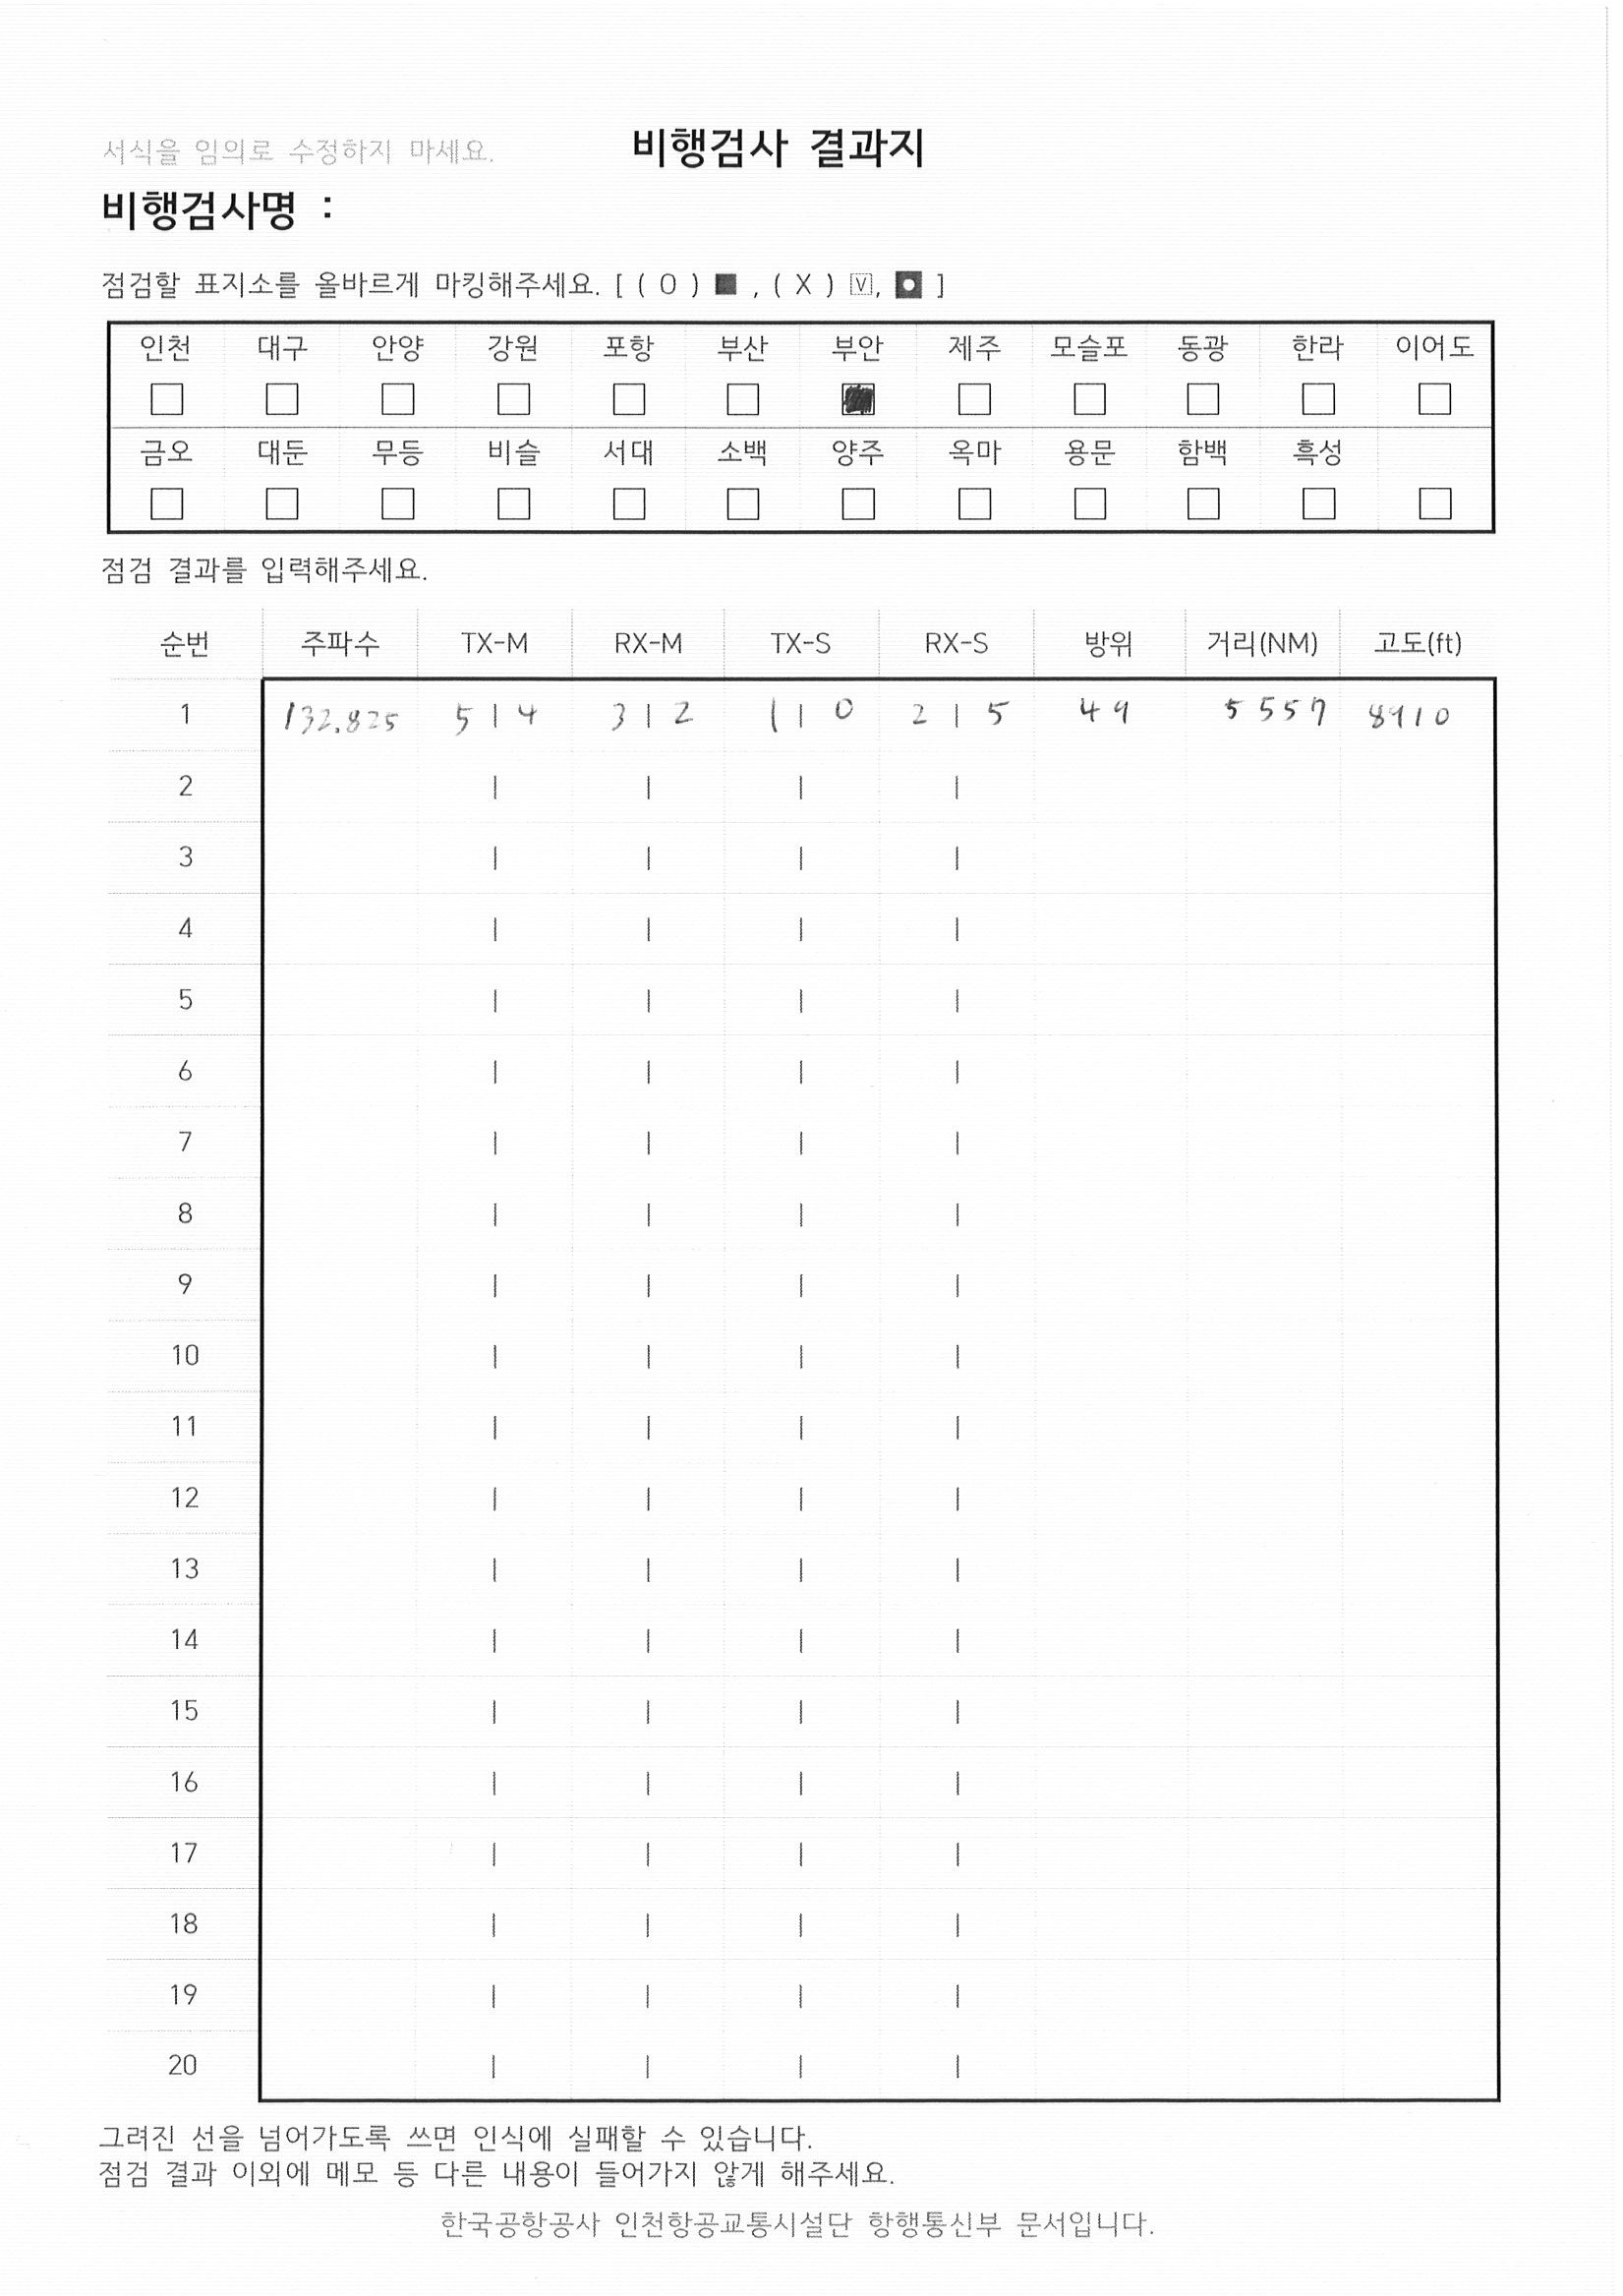 서식을 임의로 수정하지 마세요. 비행검사 결과지
비행검사명 :
점검할 표지소를 올바르게 마킹해주세요. [ ( O ) ■ , ( X ) V, ]
인천 대구 안양 강원 포항 부산 부안 제주 모슬포 동광 한라 이어도
금오 대둔 무등 비슬 서대 소백 양주 옥마 용문 함백 흑성
점검 결과를 입력해주세요.
순번 주파수 TX-M RX-M TX-S RX-S 방위 거리(NM) 고도(ft)
1 132.825 5 | 4 3 | 2 1 | 0 2 | 5 49 5557 8910
2 | | | |
3 | | | |
4 | | | |
5 | | | |
6 | | | |
7 | | | |
8 | | | |
9 | | | |
10 | | | |
11 | | | |
12 | | | |
13 | | | |
14 | | | |
15 | | | |
16 | | | |
17 | | | |
18 | | | |
19 | | | |
20 | | | |
그려진 선을 넘어가도록 쓰면 인식에 실패할 수 있습니다.
점검 결과 이외에 메모 등 다른 내용이 들어가지 않게 해주세요.
한국공항공사 인천항공교통시설단 항행통신부 문서입니다.